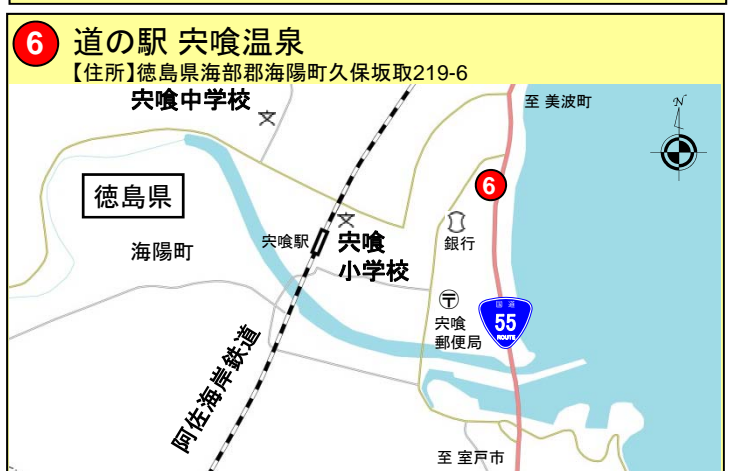 6 道の駅 宍喰温泉
【住所】徳島県海部郡海陽町久保坂取219-6
宍喰中学校
至 美波町
N
徳島県
6
海陽町
宍喰駅
宍喰
小学校
銀行
宍喰
郵便局
国道
55
ROUTE
阿佐海岸鉄道
至 室戸市